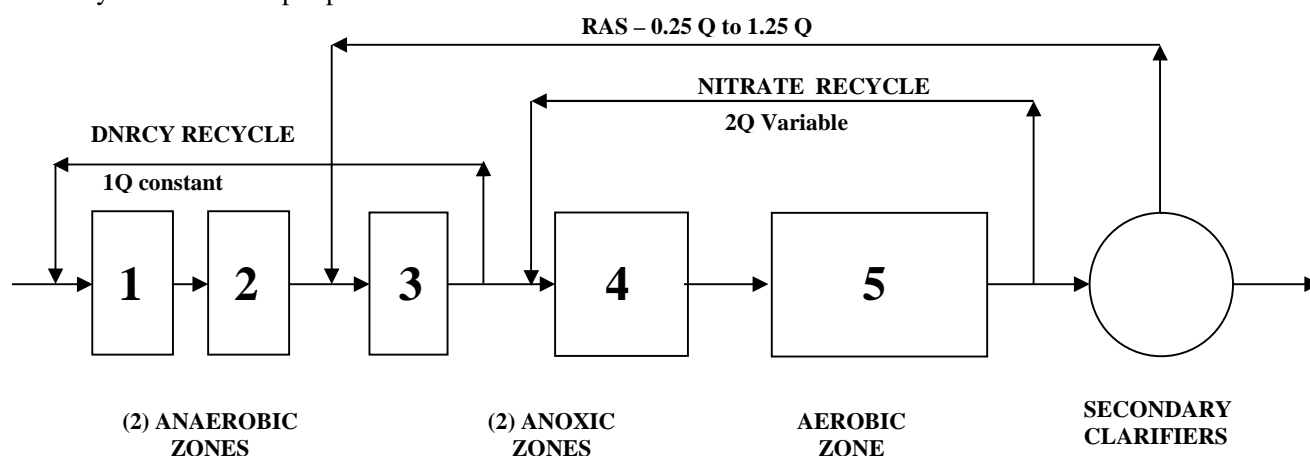 RAS – 0.25 Q to 1.25 Q
NITRATE RECYCLE
2Q Variable
DNRCY RECYCLE
1Q constant
1
2
3
4
5
(2) ANAEROBIC
ZONES
(2) ANOXIC
ZONES
AEROBIC
ZONE
SECONDARY
CLARIFIERS